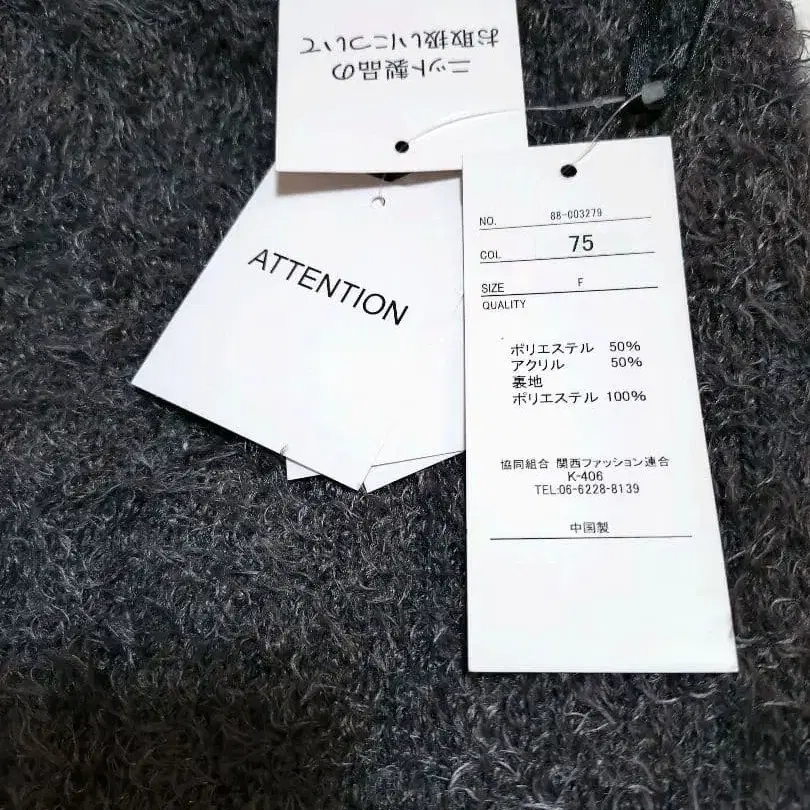 ニット製品の
お取扱いについて
ATTENTION
NO. 88-C03279
COL 75
SIZE F
QUALITY
ポリエステル 50%
アクリル 50%
裏地
ポリエステル 100%
協同組合 関西ファッション連合
K-406
TEL:06-6228-8139
中国製